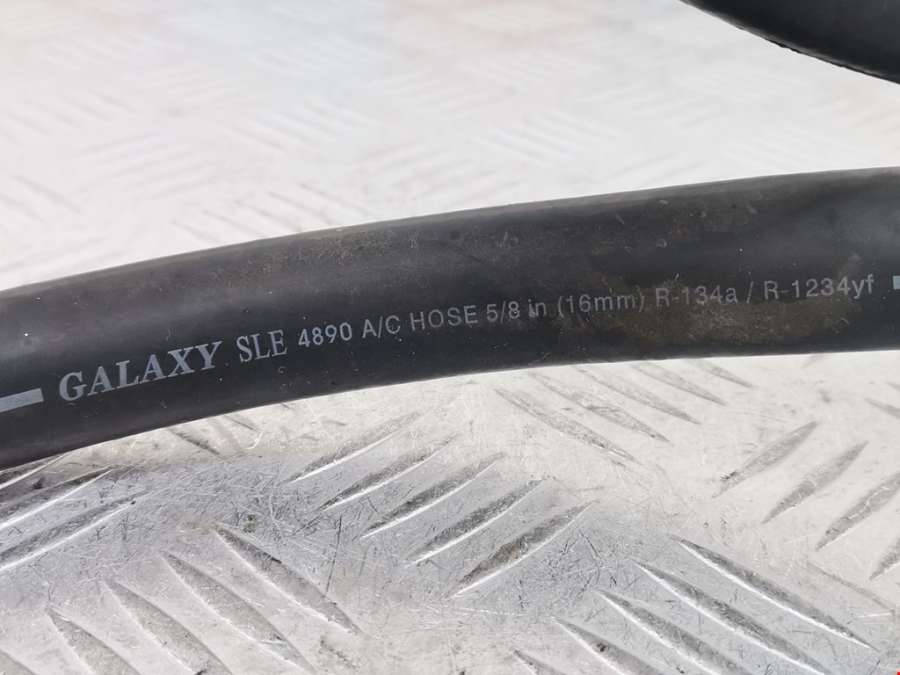 GALAXY SLE 4890 A/C HOSE 5/8 in (16mm) R-134a / R-1234yf